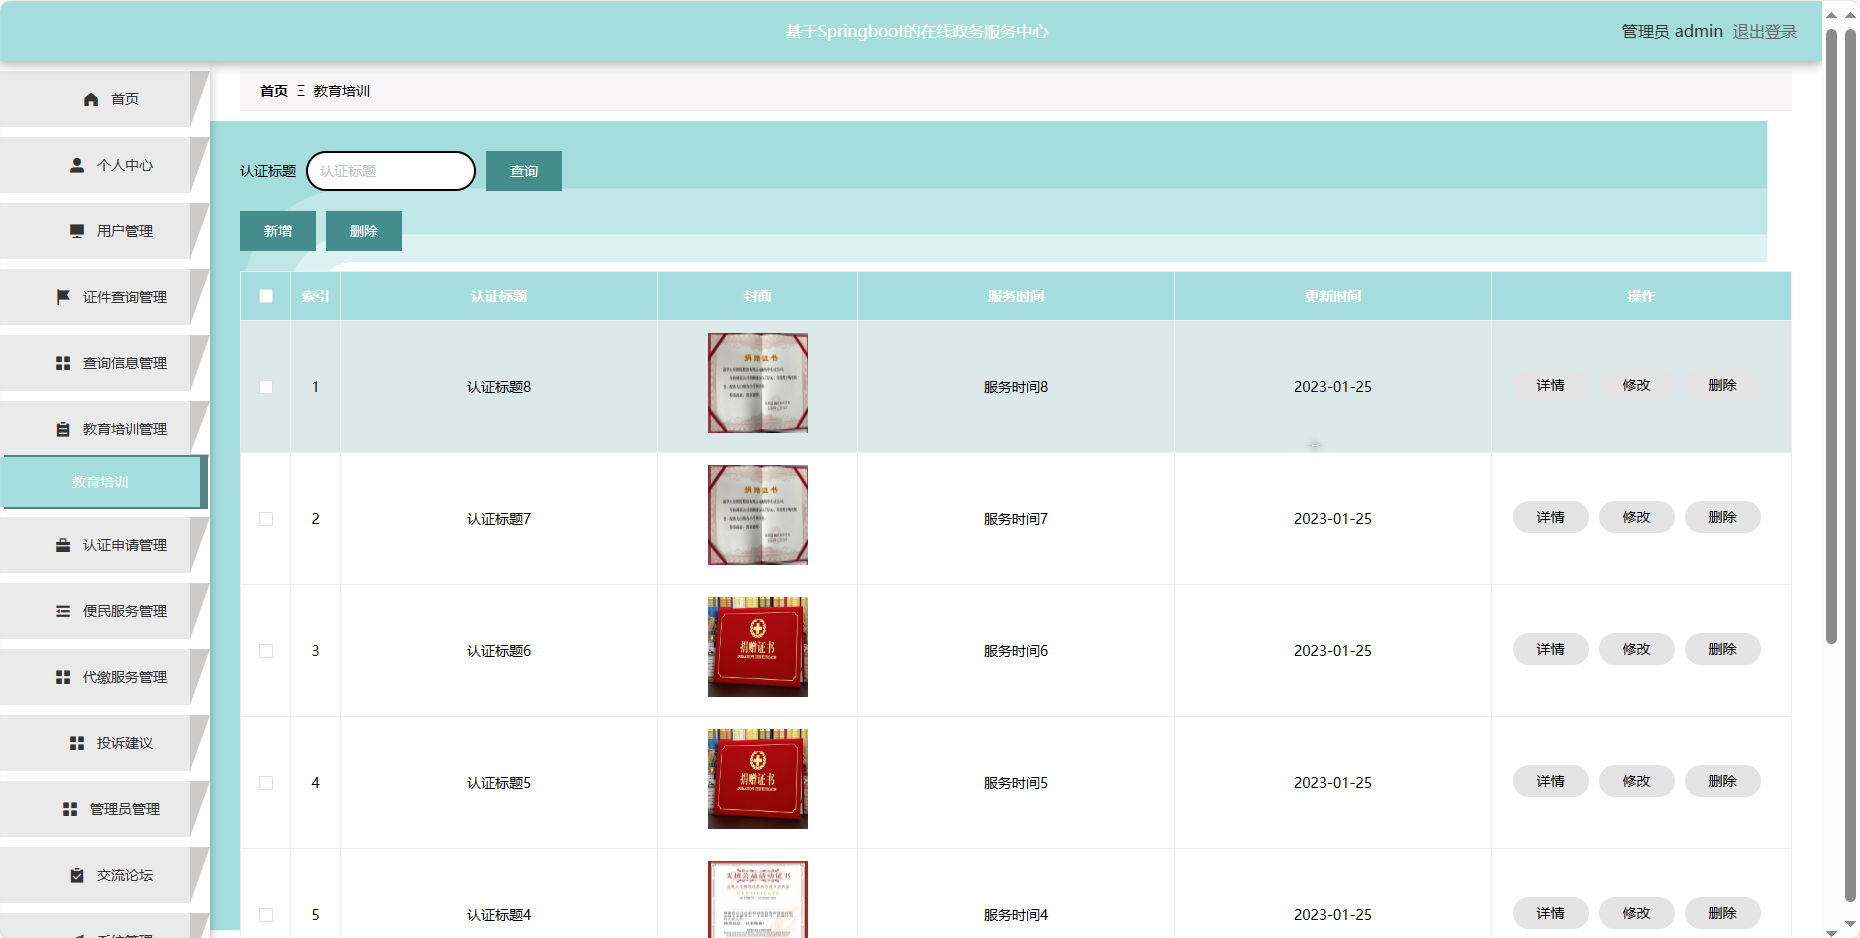 基于Springboot的在线政务服务中心
管理员 admin 退出登录
首页
个人中心
用户管理
证件查询管理
查询信息管理
教育培训管理
教育培训
认证申请管理
便民服务管理
代缴服务管理
投诉建议
管理员管理
交流论坛
系统管理
首页 Ξ 教育培训
认证标题 认证标题 查询
新增 删除
索引 认证标题 封面 服务时间 更新时间 操作
捐赠证书
1 认证标题8 服务时间8 2023-01-25 详情 修改 删除
捐赠证书
2 认证标题7 服务时间7 2023-01-25 详情 修改 删除
捐赠证书
3 认证标题6 服务时间6 2023-01-25 详情 修改 删除
捐赠证书
4 认证标题5 服务时间5 2023-01-25 详情 修改 删除
5 认证标题4 服务时间4 2023-01-25 详情 修改 删除